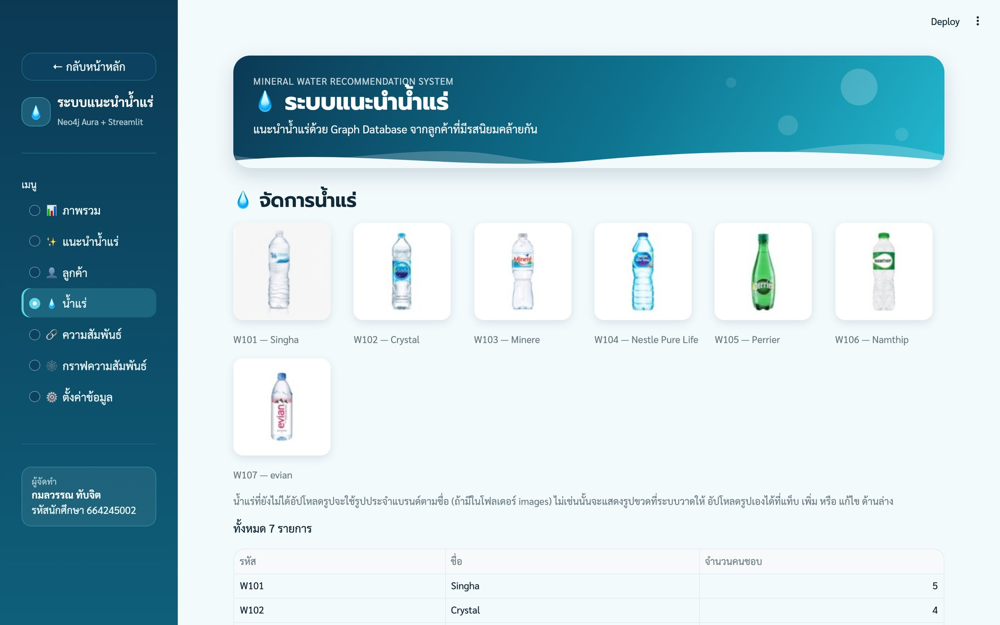 Deploy
← กลับหน้าหลัก
ระบบแนะนำน้ำแร่
Neo4j Aura + Streamlit
เมนู
ภาพรวม
แนะนำน้ำแร่
ลูกค้า
น้ำแร่
ความสัมพันธ์
กราฟความสัมพันธ์
ตั้งค่าข้อมูล
ผู้จัดทำ
กมลวรรณ ทับจิต
รหัสนักศึกษา 664245002
MINERAL WATER RECOMMENDATION SYSTEM
ระบบแนะนำน้ำแร่
แนะนำน้ำแร่ด้วย Graph Database จากลูกค้าที่มีรสนิยมคล้ายกัน
จัดการน้ำแร่
Minere
perrier
NAMTHIP
W101 — Singha
W102 — Crystal
W103 — Minere
W104 — Nestle Pure Life
W105 — Perrier
W106 — Namthip
evian
W107 — evian
น้ำแร่ที่ยังไม่ได้อัปโหลดรูปจะใช้รูปประจำแบรนด์ตามชื่อ (ถ้ามีในโฟลเดอร์ images) ไม่เช่นนั้นจะแสดงรูปขวดที่ระบบวาดให้ อัปโหลดรูปเองได้ที่แท็บ เพิ่ม หรือ แก้ไข ด้านล่าง
ทั้งหมด 7 รายการ
รหัส ชื่อ จำนวนคนชอบ
W101 Singha 5
W102 Crystal 4